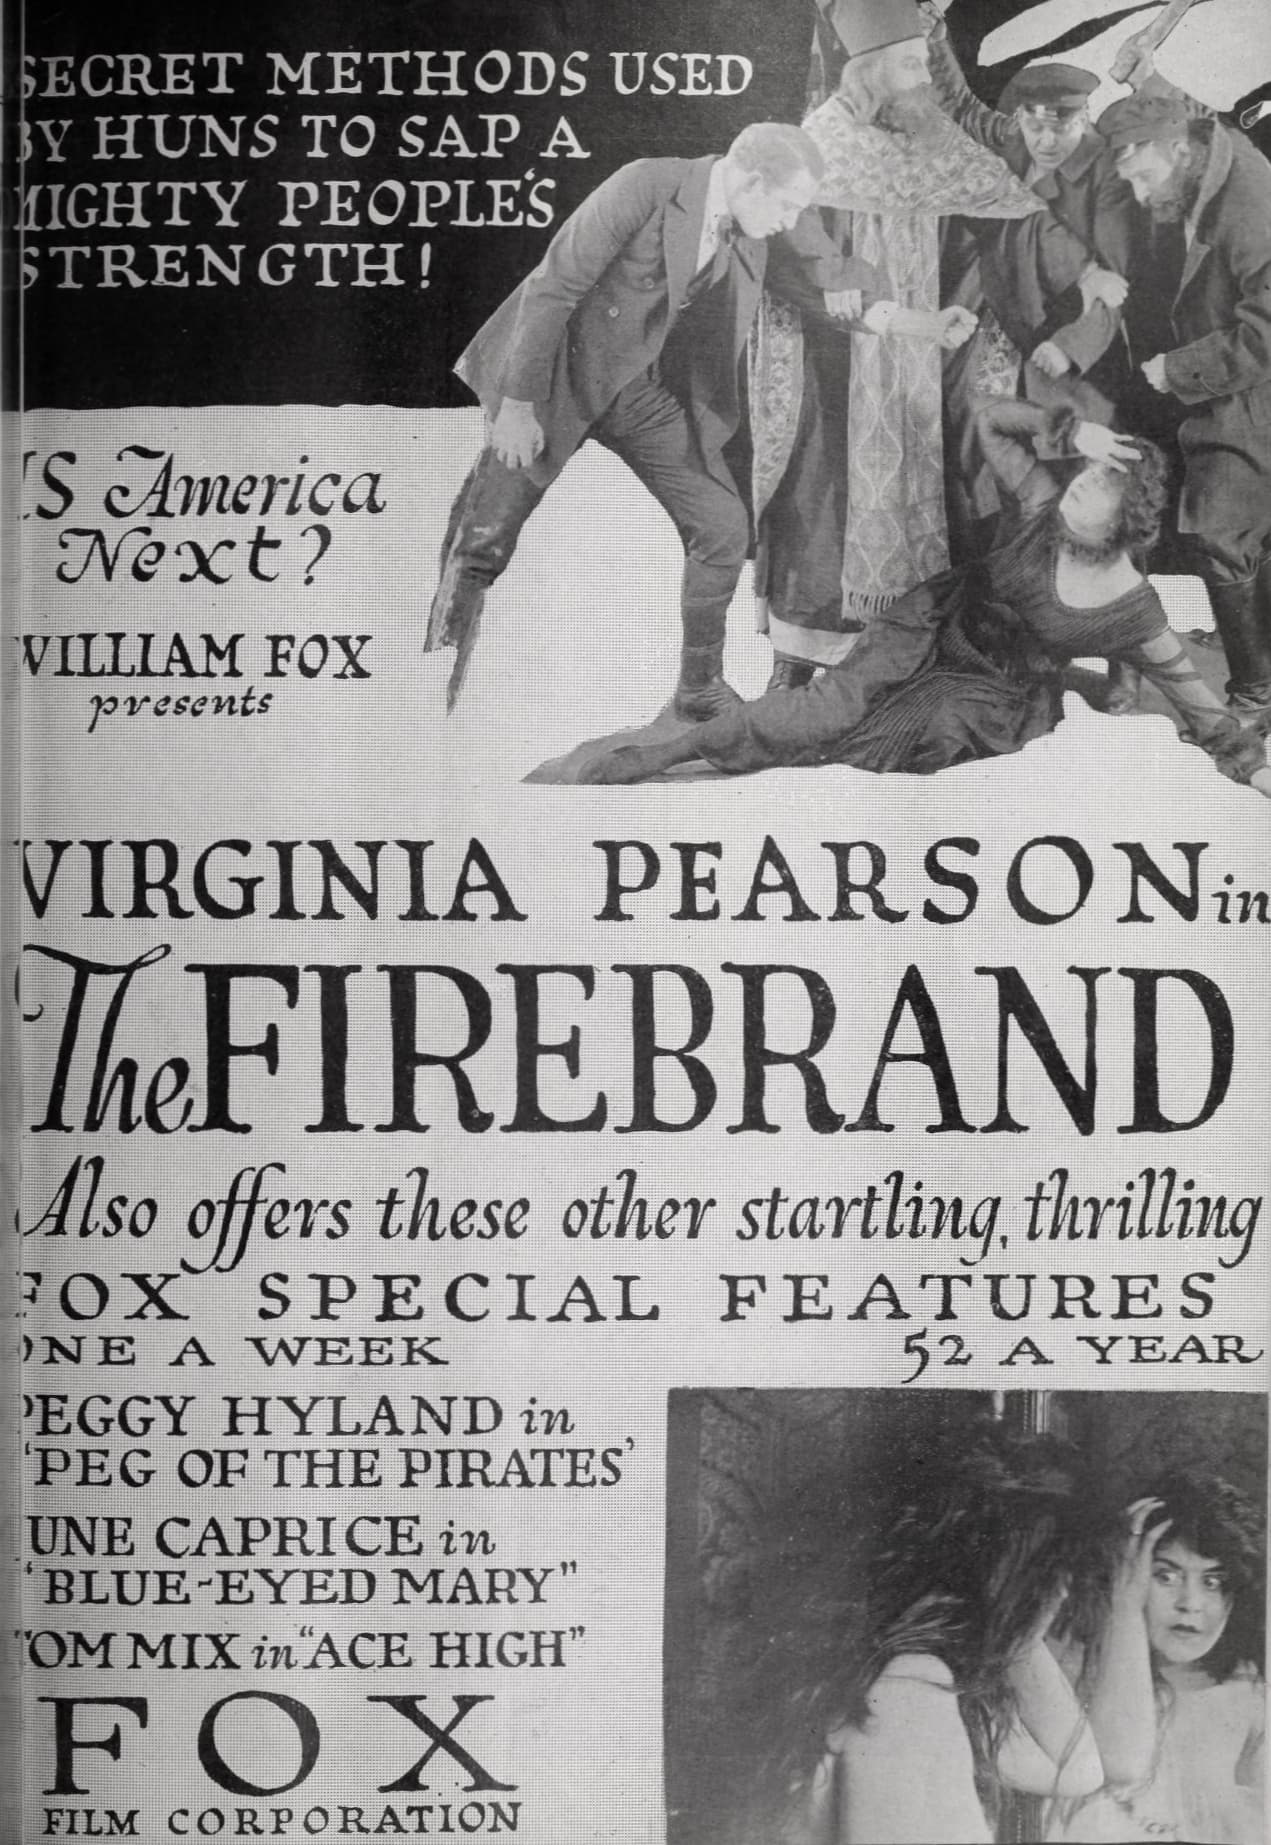 SECRET METHODS USED
BY HUNS TO SAP A
MIGHTY PEOPLE'S
STRENGTH!
IS America
Next?
WILLIAM FOX
presents
VIRGINIA PEARSON in
The FIREBRAND
Also offers these other startling, thrilling
FOX SPECIAL FEATURES
ONE A WEEK 52 A YEAR
PEGGY HYLAND in
'PEG OF THE PIRATES'
JUNE CAPRICE in
"BLUE-EYED MARY"
TOM MIX in "ACE HIGH"
FOX
FILM CORPORATION